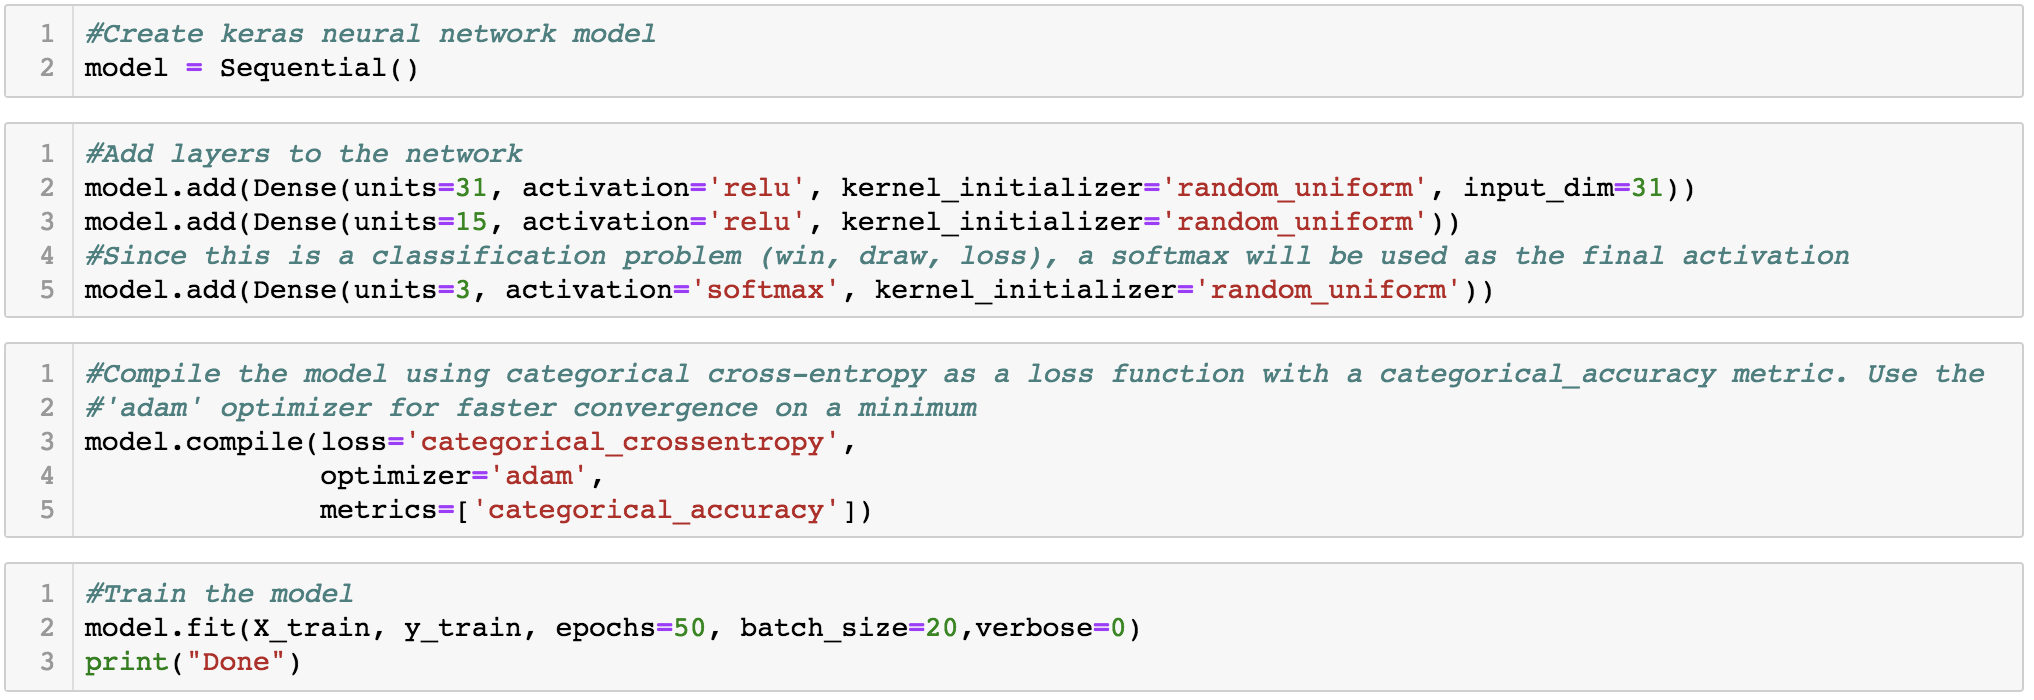 1 #Create keras neural network model
2 model = Sequential()
1 #Add layers to the network
2 model.add(Dense(units=31, activation='relu', kernel_initializer='random_uniform', input_dim=31))
3 model.add(Dense(units=15, activation='relu', kernel_initializer='random_uniform'))
4 #Since this is a classification problem (win, draw, loss), a softmax will be used as the final activation
5 model.add(Dense(units=3, activation='softmax', kernel_initializer='random_uniform'))
1 #Compile the model using categorical cross-entropy as a loss function with a categorical_accuracy metric. Use the
2 #'adam' optimizer for faster convergence on a minimum
3 model.compile(loss='categorical_crossentropy',
4               optimizer='adam',
5               metrics=['categorical_accuracy'])
1 #Train the model
2 model.fit(X_train, y_train, epochs=50, batch_size=20,verbose=0)
3 print("Done")